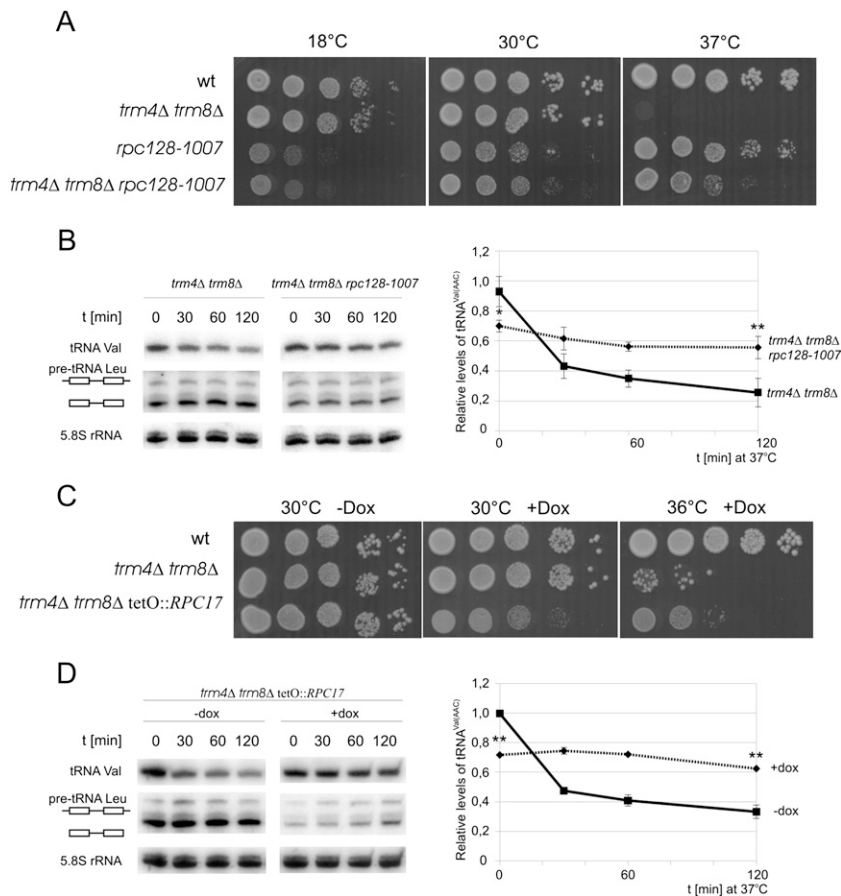 A
18°C 30°C 37°C
wt
trm4Δ trm8Δ
rpc128-1007
trm4Δ trm8Δ rpc128-1007
B
trm4Δ trm8Δ trm4Δ trm8Δ rpc128-1007
t [min] 0 30 60 120 0 30 60 120
tRNA Val
pre-tRNA Leu
5.8S rRNA
Relative levels of tRNA^Val(AAC)
1,2
1,0
0,8
0,6
0,4
0,2
0
*
**
trm4Δ trm8Δ
rpc128-1007
trm4Δ trm8Δ
0 60 120
t [min] at 37°C
C
30°C -Dox 30°C +Dox 36°C +Dox
wt
trm4Δ trm8Δ
trm4Δ trm8Δ tetO::RPC17
D
trm4Δ trm8Δ tetO::RPC17
-dox +dox
t [min] 0 30 60 120 0 30 60 120
tRNA Val
pre-tRNA Leu
5.8S rRNA
Relative levels of tRNA^Val(AAC)
1,2
1,0
0,8
0,6
0,4
0,2
0
**
**
+dox
-dox
0 60 120
t [min] at 37°C